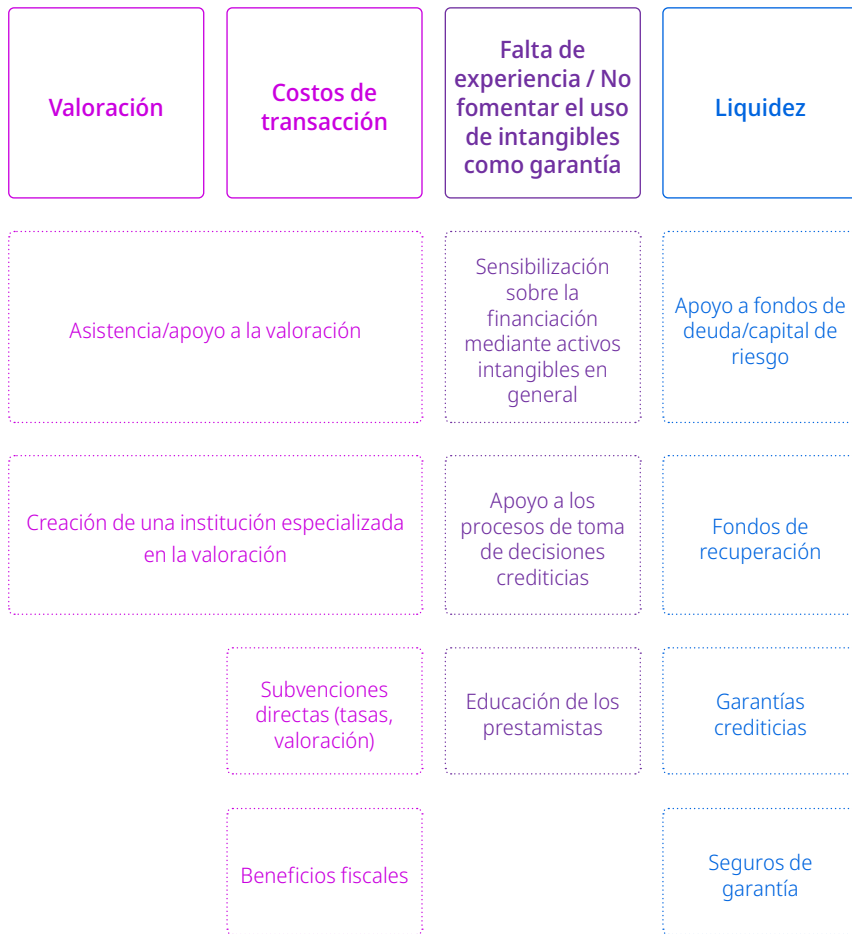 Valoración
Costos de
transacción
Falta de
experiencia / No
fomentar el uso
de intangibles
como garantía
Liquidez
Asistencia/apoyo a la valoración
Sensibilización
sobre la
financiación
mediante activos
intangibles en
general
Apoyo a fondos de
deuda/capital de
riesgo
Creación de una institución especializada
en la valoración
Apoyo a los
procesos de toma
de decisiones
crediticias
Fondos de
recuperación
Subvenciones
directas (tasas,
valoración)
Educación de los
prestamistas
Garantías
crediticias
Beneficios fiscales
Seguros de
garantía